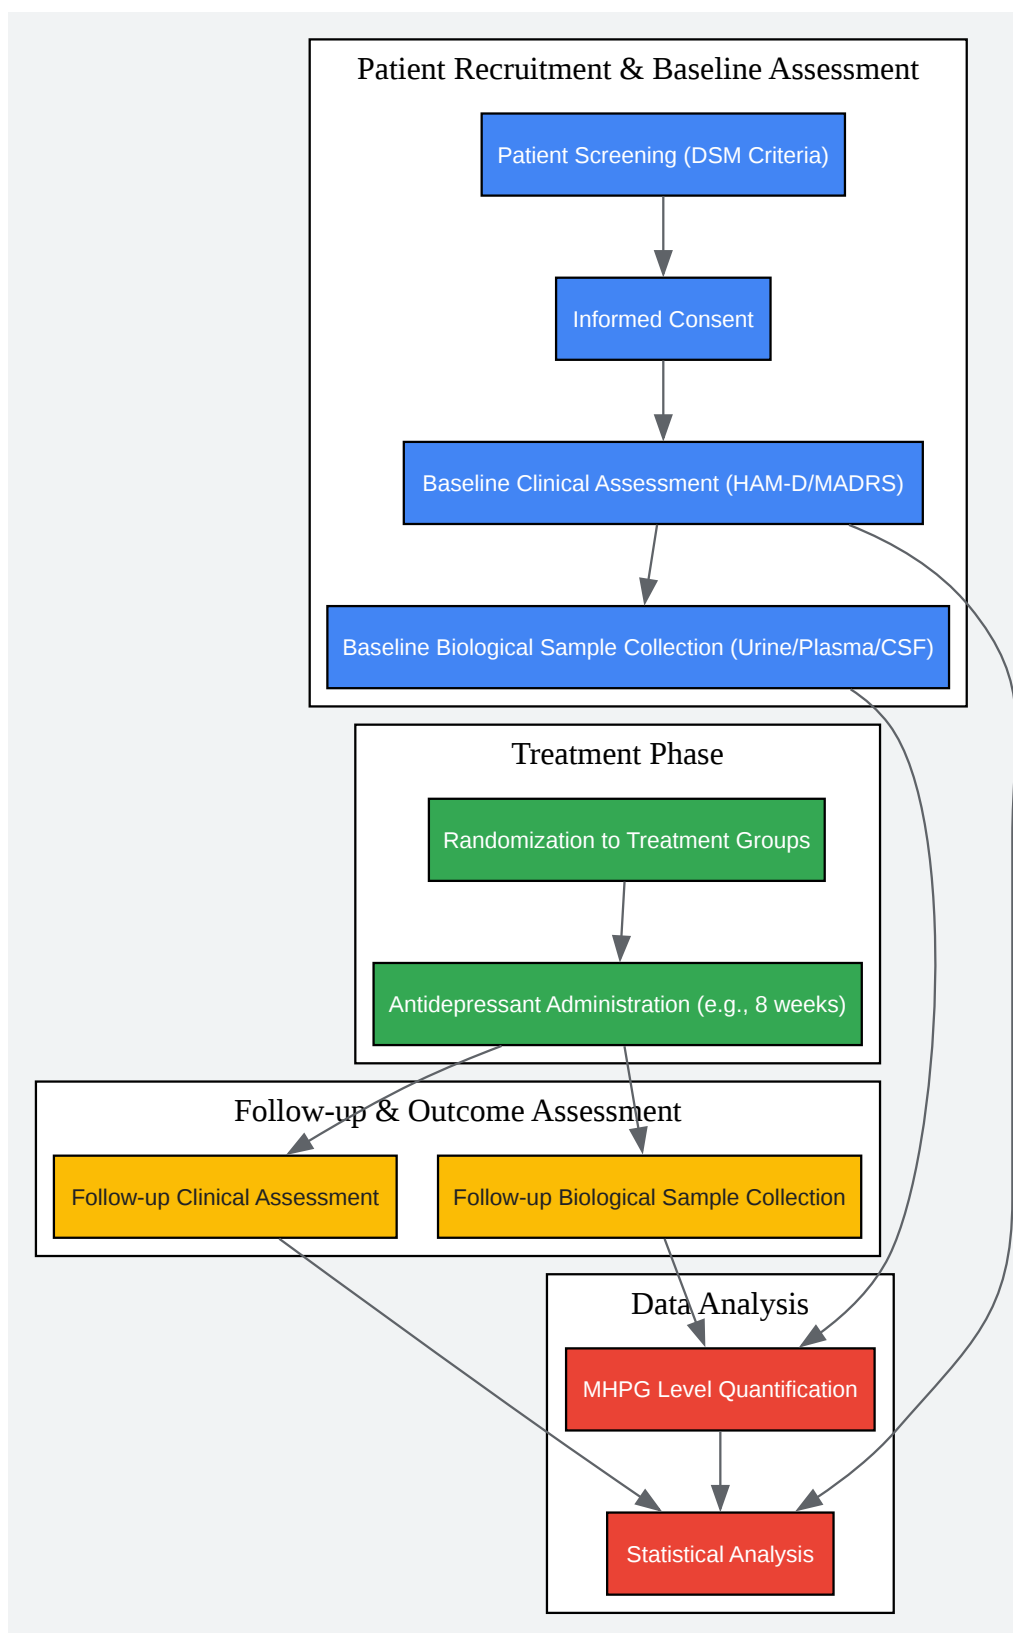 Patient Recruitment & Baseline Assessment
Patient Screening (DSM Criteria)
Informed Consent
Baseline Clinical Assessment (HAM-D/MADRS)
Baseline Biological Sample Collection (Urine/Plasma/CSF)
Treatment Phase
Randomization to Treatment Groups
Antidepressant Administration (e.g., 8 weeks)
Follow-up & Outcome Assessment
Follow-up Clinical Assessment
Follow-up Biological Sample Collection
Data Analysis
MHPG Level Quantification
Statistical Analysis